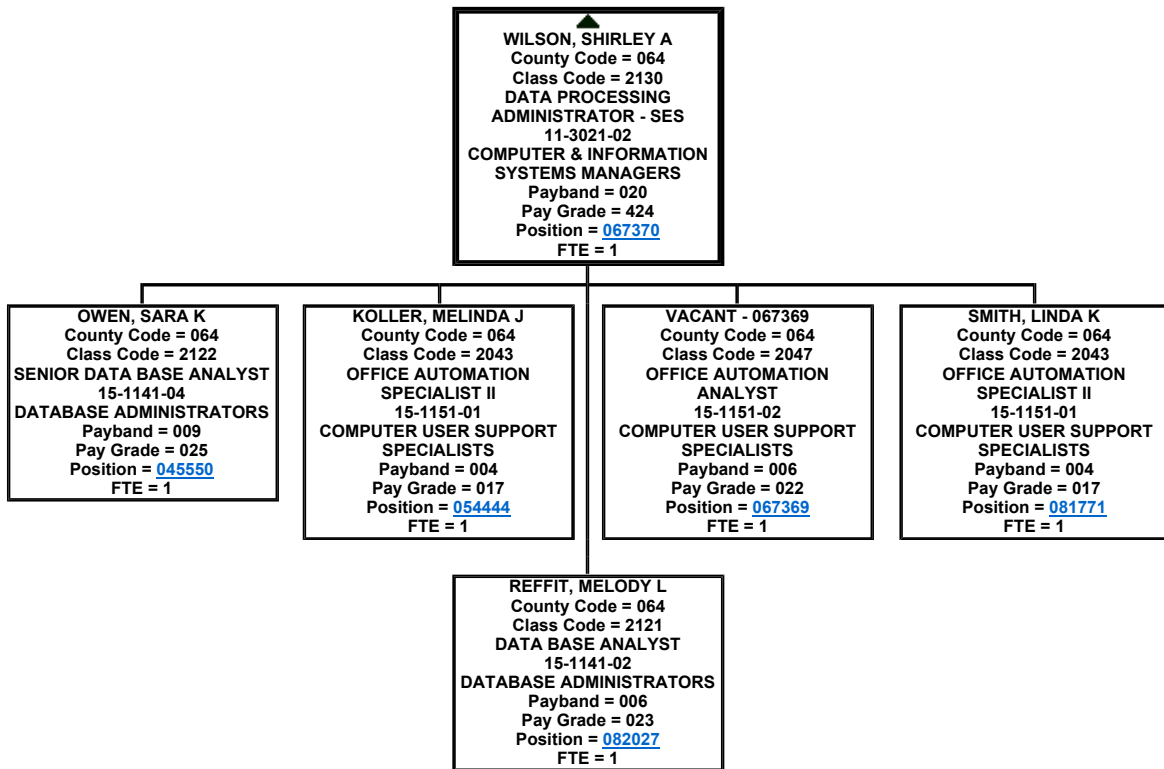 WILSON, SHIRLEY A
County Code = 064
Class Code = 2130
DATA PROCESSING
ADMINISTRATOR - SES
11-3021-02
COMPUTER & INFORMATION
SYSTEMS MANAGERS
Payband = 020
Pay Grade = 424
Position = 067370
FTE = 1
OWEN, SARA K
County Code = 064
Class Code = 2122
SENIOR DATA BASE ANALYST
15-1141-04
DATABASE ADMINISTRATORS
Payband = 009
Pay Grade = 025
Position = 045550
FTE = 1
KOLLER, MELINDA J
County Code = 064
Class Code = 2043
OFFICE AUTOMATION
SPECIALIST II
15-1151-01
COMPUTER USER SUPPORT
SPECIALISTS
Payband = 004
Pay Grade = 017
Position = 054444
FTE = 1
VACANT - 067369
County Code = 064
Class Code = 2047
OFFICE AUTOMATION
ANALYST
15-1151-02
COMPUTER USER SUPPORT
SPECIALISTS
Payband = 006
Pay Grade = 022
Position = 067369
FTE = 1
SMITH, LINDA K
County Code = 064
Class Code = 2043
OFFICE AUTOMATION
SPECIALIST II
15-1151-01
COMPUTER USER SUPPORT
SPECIALISTS
Payband = 004
Pay Grade = 017
Position = 081771
FTE = 1
REFFIT, MELODY L
County Code = 064
Class Code = 2121
DATA BASE ANALYST
15-1141-02
DATABASE ADMINISTRATORS
Payband = 006
Pay Grade = 023
Position = 082027
FTE = 1